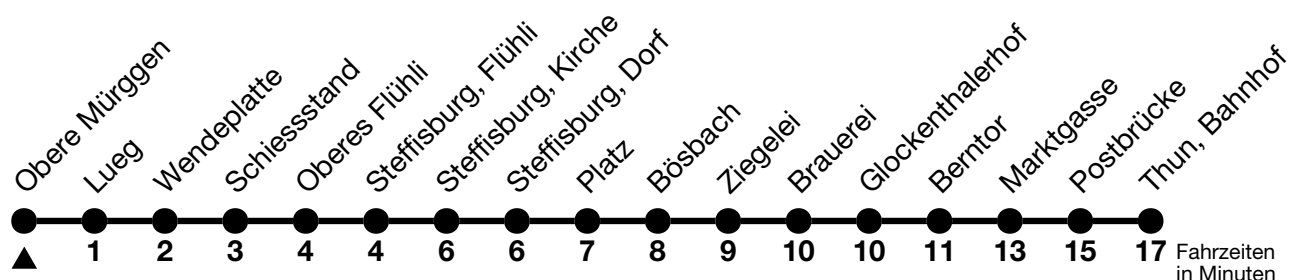 Obere Mürggen
Lueg
Wendeplatte
Schiessstand
Oberes Flühli
Steffisburg, Flühli
Steffisburg, Kirche
Steffisburg, Dorf
Platz
Bösbach
Ziegelei
Brauerei
Glockenthalerhof
Berntor
Marktgasse
Postbrücke
Thun, Bahnhof
1 2 3 4 4 6 6 7 8 9 10 10 11 13 15 17 Fahrzeiten
in Minuten